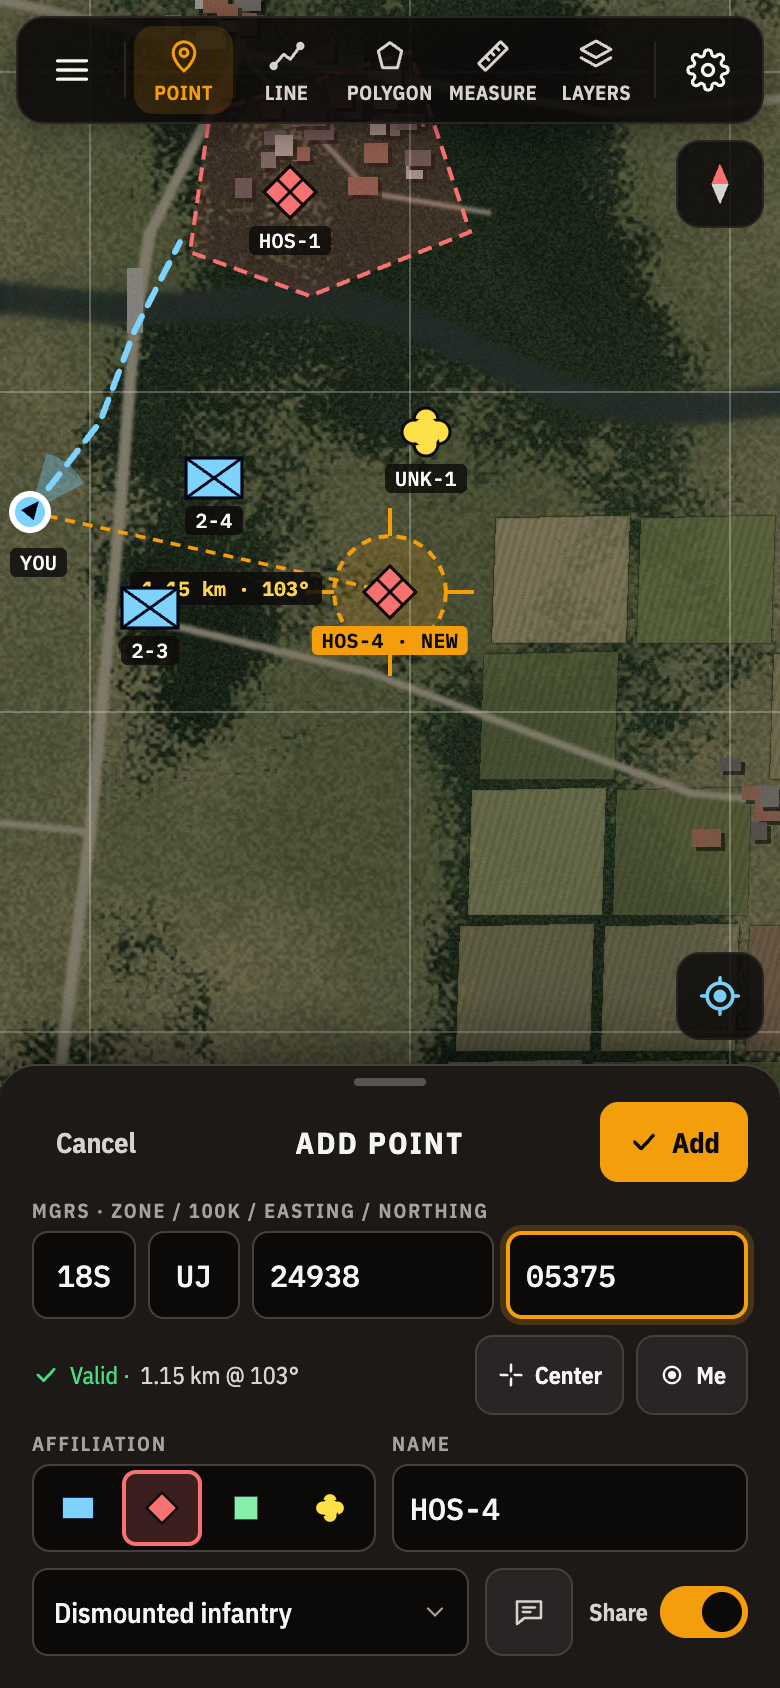 POINT
LINE
POLYGON
MEASURE
LAYERS
HOS-1
UNK-1
2-4
YOU
15 km · 103°
2-3
HOS-4 · NEW
Cancel
ADD POINT
Add
MGRS · ZONE / 100K / EASTING / NORTHING
18S
UJ
24938
05375
Valid · 1.15 km @ 103°
Center
Me
AFFILIATION
NAME
HOS-4
Dismounted infantry
Share